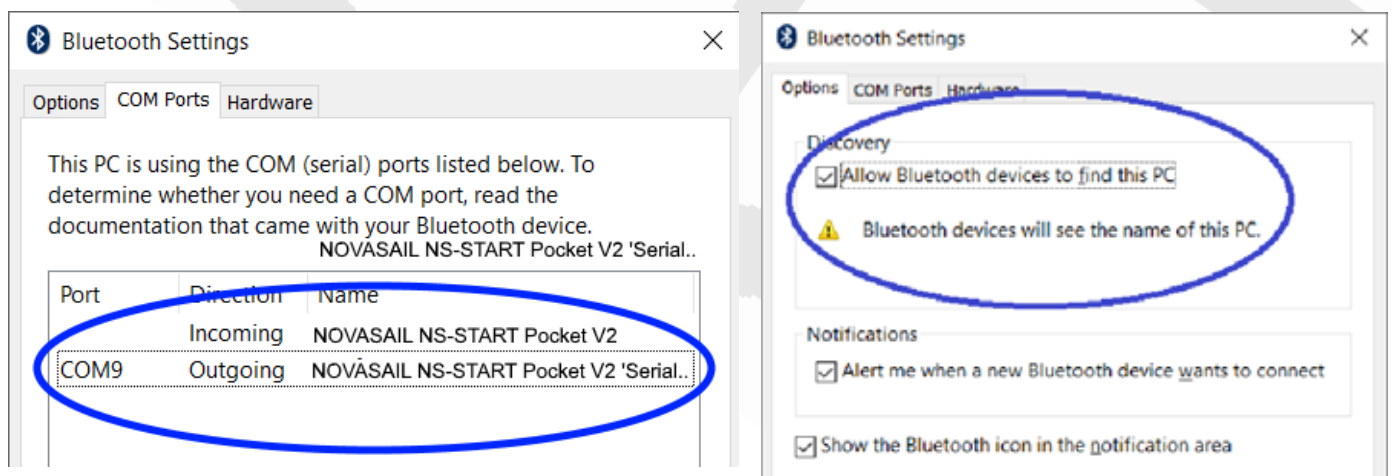 Bluetooth Settings
Options COM Ports Hardware
This PC is using the COM (serial) ports listed below. To
determine whether you need a COM port, read the
documentation that came with your Bluetooth device.
NOVASAIL NS-START Pocket V2 'Serial..
Port Direction Name
Incoming NOVASAIL NS-START Pocket V2
COM9 Outgoing NOVASAIL NS-START Pocket V2 'Serial..
Bluetooth Settings
Options COM Ports Hardware
Discovery
Allow Bluetooth devices to find this PC
Bluetooth devices will see the name of this PC.
Notifications
Alert me when a new Bluetooth device wants to connect
Show the Bluetooth icon in the notification area